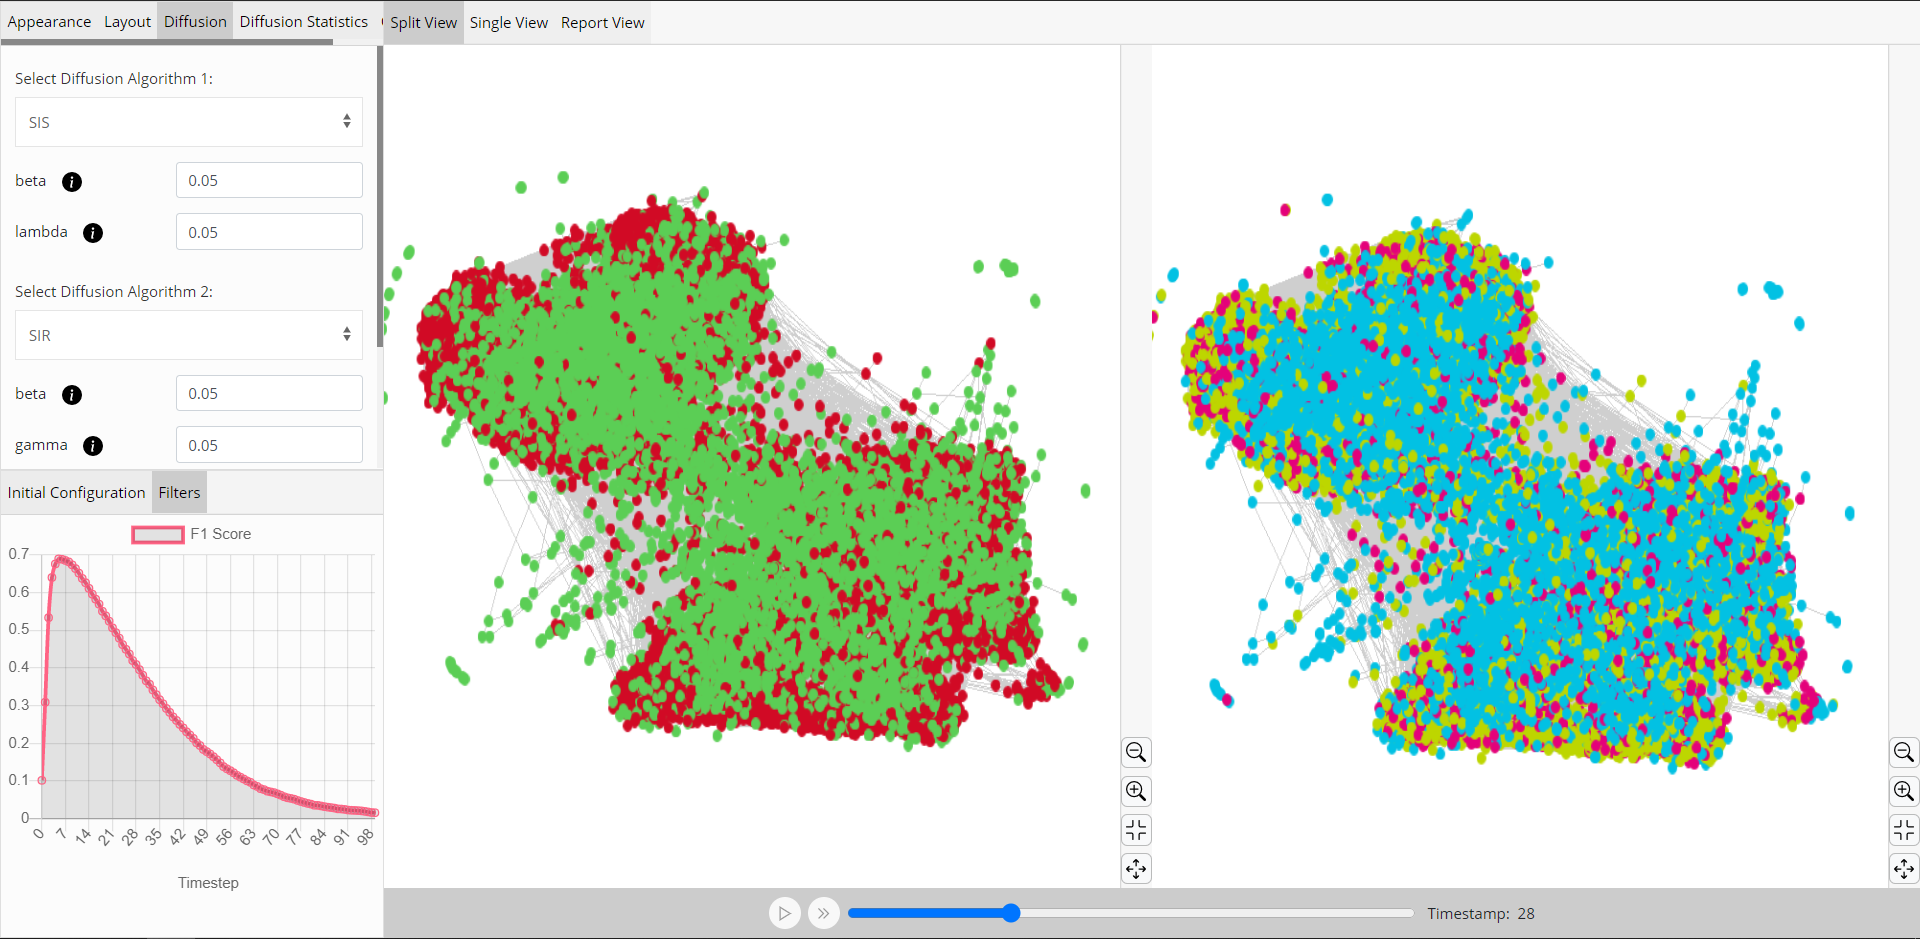 Appearance Layout Diffusion Diffusion Statistics
Split View Single View Report View
Select Diffusion Algorithm 1:
SIS
beta i 0.05
lambda i 0.05
Select Diffusion Algorithm 2:
SIR
beta i 0.05
gamma i 0.05
Initial Configuration Filters
F1 Score
0.7
0.6
0.5
0.4
0.3
0.2
0.1
0
0 7 14 21 28 35 42 49 56 63 70 77 84 91 98
Timestep
Timestamp: 28